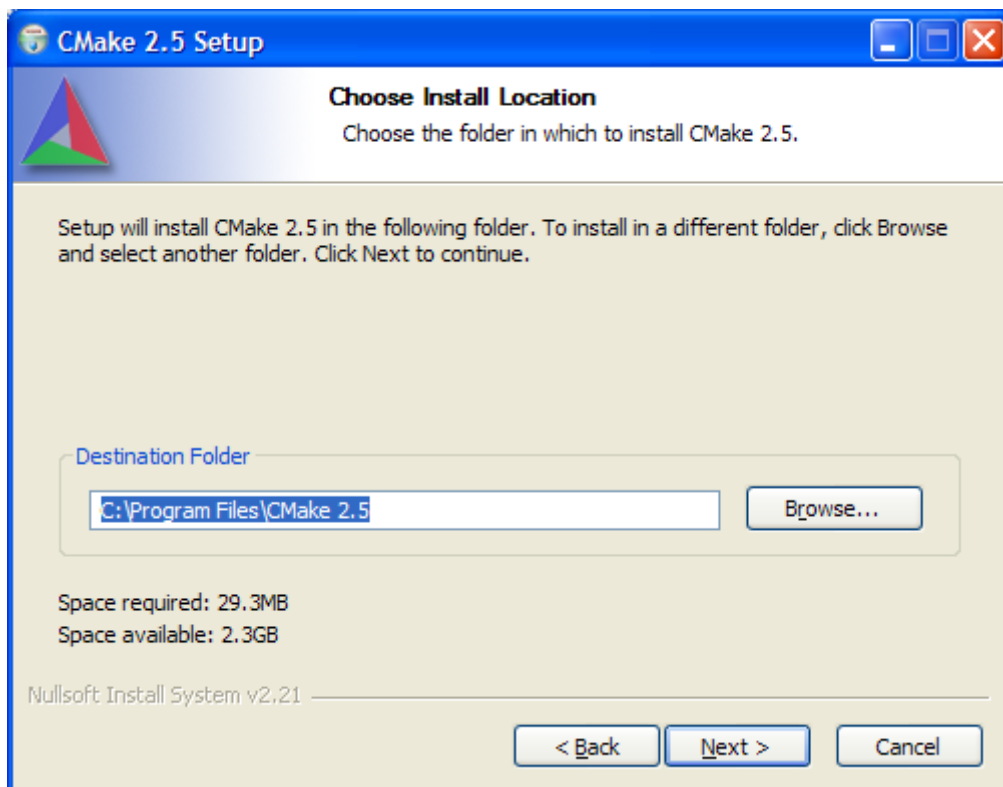 CMake 2.5 Setup
Choose Install Location
Choose the folder in which to install CMake 2.5.
Setup will install CMake 2.5 in the following folder. To install in a different folder, click Browse
and select another folder. Click Next to continue.
Destination Folder
C:\Program Files\CMake 2.5
Browse...
Space required: 29.3MB
Space available: 2.3GB
Nullsoft Install System v2.21
< Back
Next >
Cancel